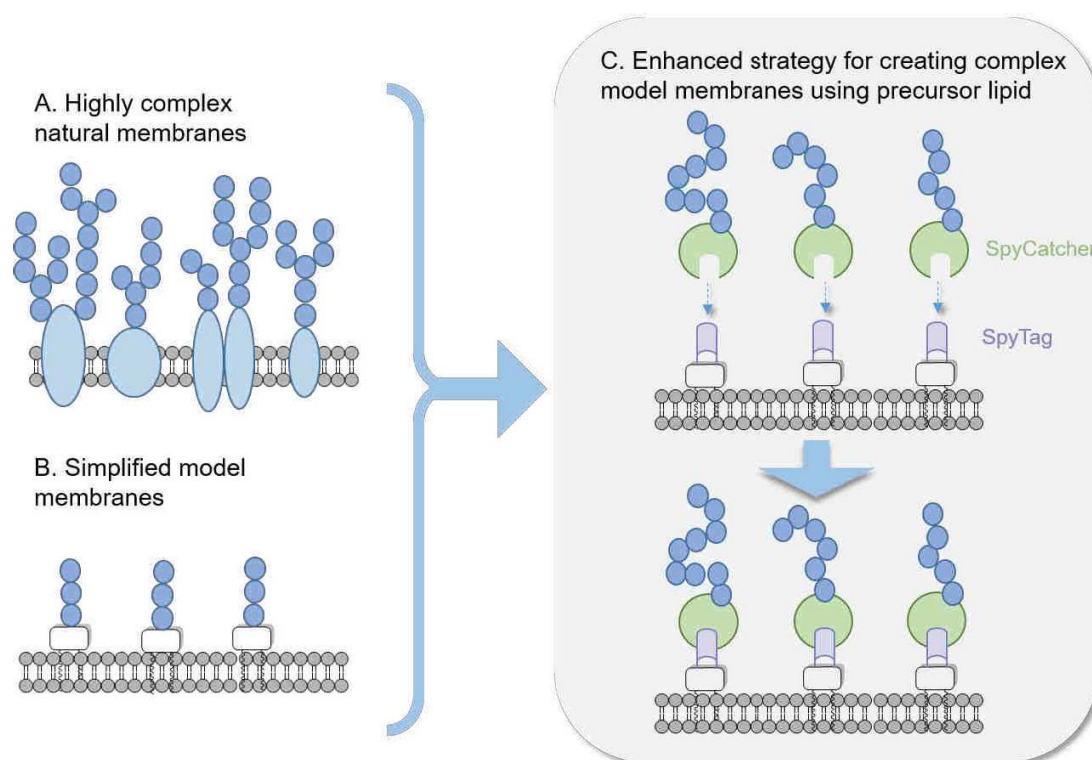 A. Highly complex
natural membranes
B. Simplified model
membranes
C. Enhanced strategy for creating complex
model membranes using precursor lipid
SpyCatcher
SpyTag